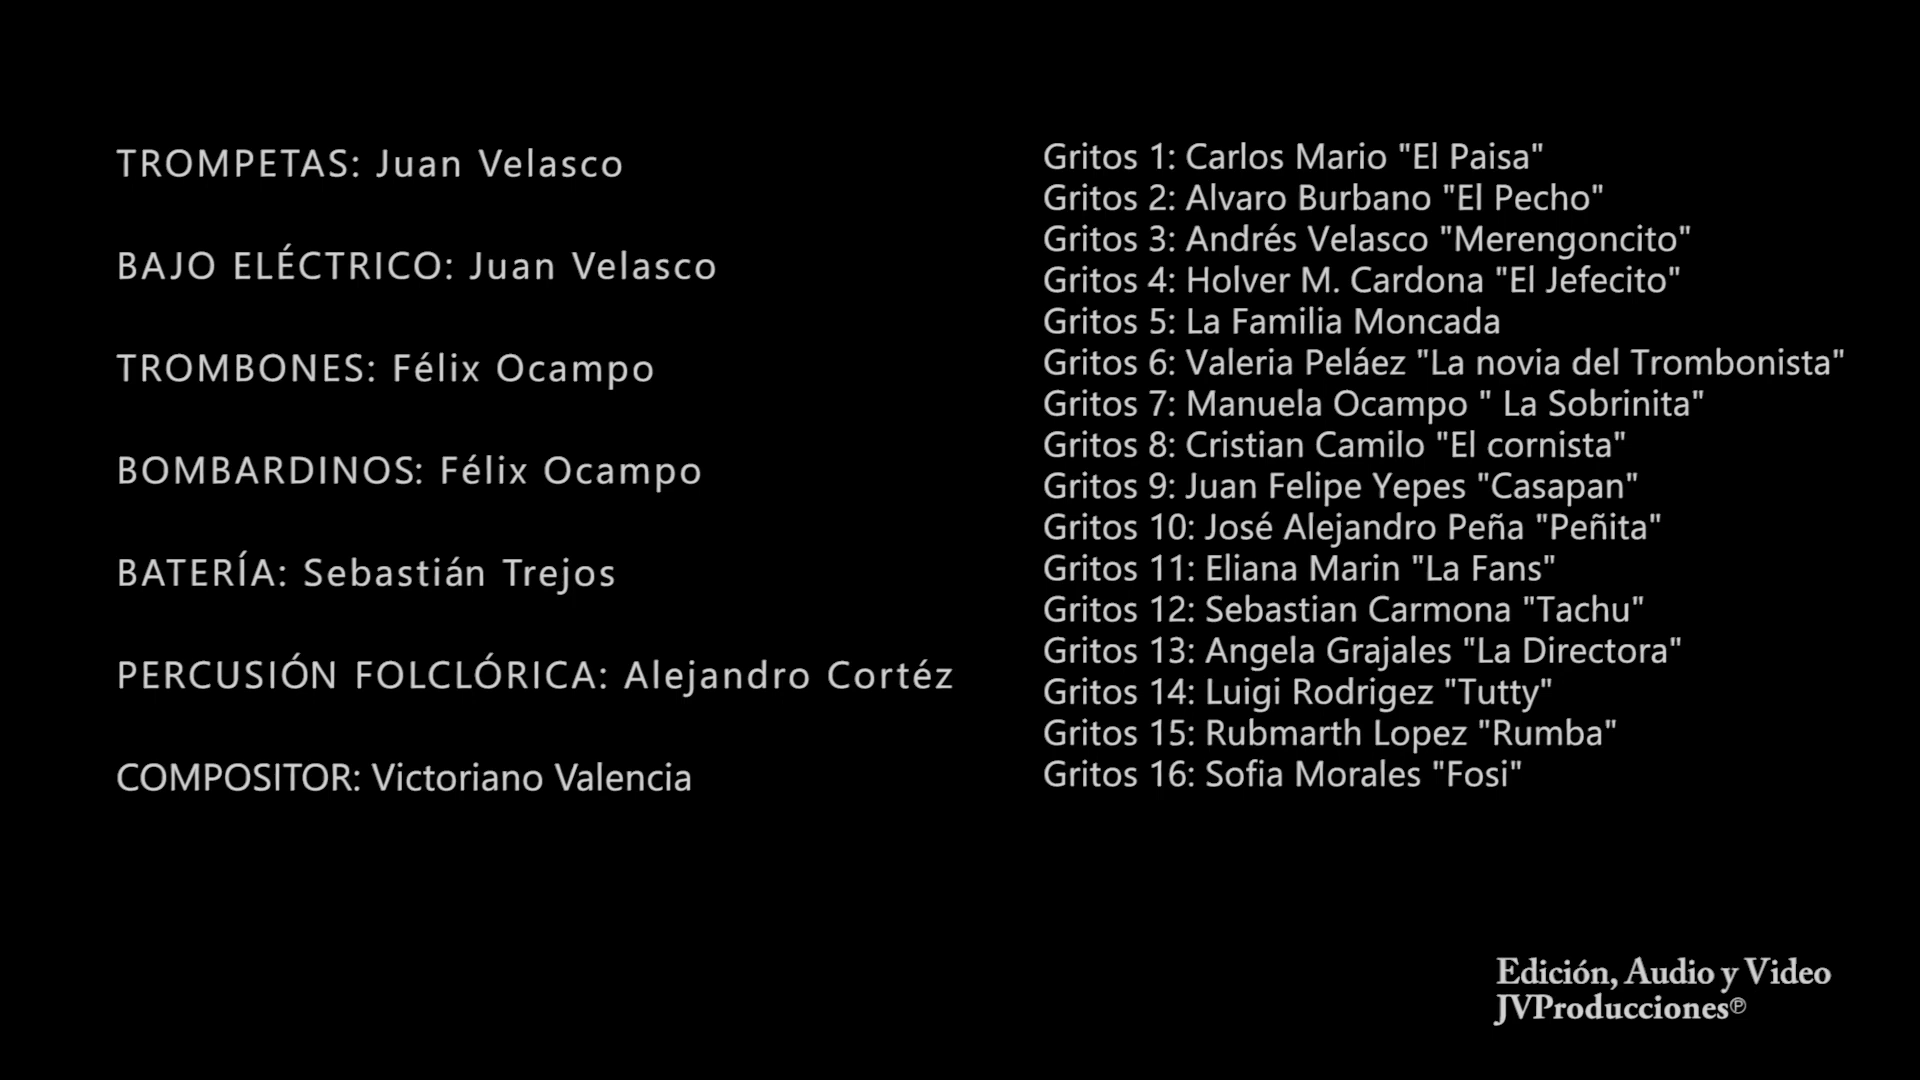 TROMPETAS: Juan Velasco
BAJO ELÉCTRICO: Juan Velasco
TROMBONES: Félix Ocampo
BOMBARDINOS: Félix Ocampo
BATERÍA: Sebastián Trejos
PERCUSIÓN FOLCLÓRICA: Alejandro Cortéz
COMPOSITOR: Victoriano Valencia
Gritos 1: Carlos Mario "El Paisa"
Gritos 2: Alvaro Burbano "El Pecho"
Gritos 3: Andrés Velasco "Merengoncito"
Gritos 4: Holver M. Cardona "El Jefecito"
Gritos 5: La Familia Moncada
Gritos 6: Valeria Peláez "La novia del Trombonista"
Gritos 7: Manuela Ocampo " La Sobrinita"
Gritos 8: Cristian Camilo "El cornista"
Gritos 9: Juan Felipe Yepes "Casapan"
Gritos 10: José Alejandro Peña "Peñita"
Gritos 11: Eliana Marin "La Fans"
Gritos 12: Sebastian Carmona "Tachu"
Gritos 13: Angela Grajales "La Directora"
Gritos 14: Luigi Rodrigez "Tutty"
Gritos 15: Rubmarth Lopez "Rumba"
Gritos 16: Sofia Morales "Fosi"
Edición, Audio y Video
JVProducciones℗